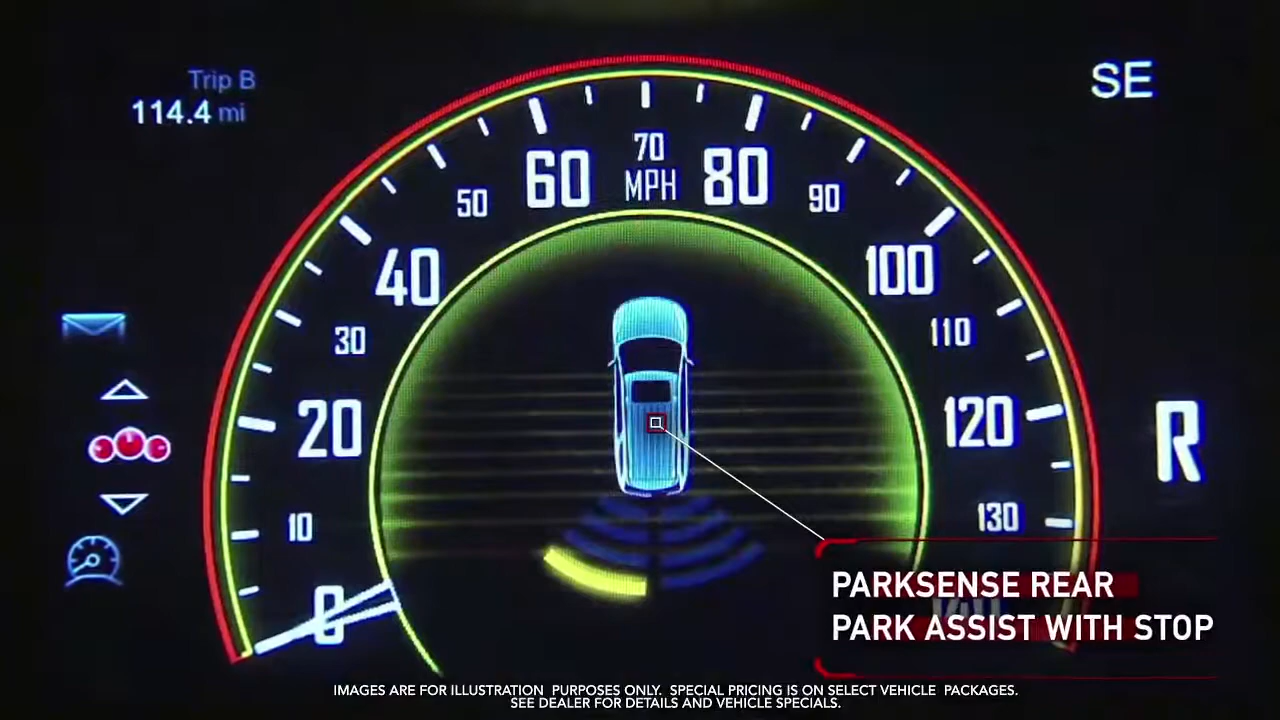 Trip B
114.4 mi
SE
70
MPH
60
80
50
90
40
100
30
110
20
120
R
10
130
0
PARKSENSE REAR
PARK ASSIST WITH STOP
IMAGES ARE FOR ILLUSTRATION PURPOSES ONLY. SPECIAL PRICING IS ON SELECT VEHICLE PACKAGES.
SEE DEALER FOR DETAILS AND VEHICLE SPECIALS.